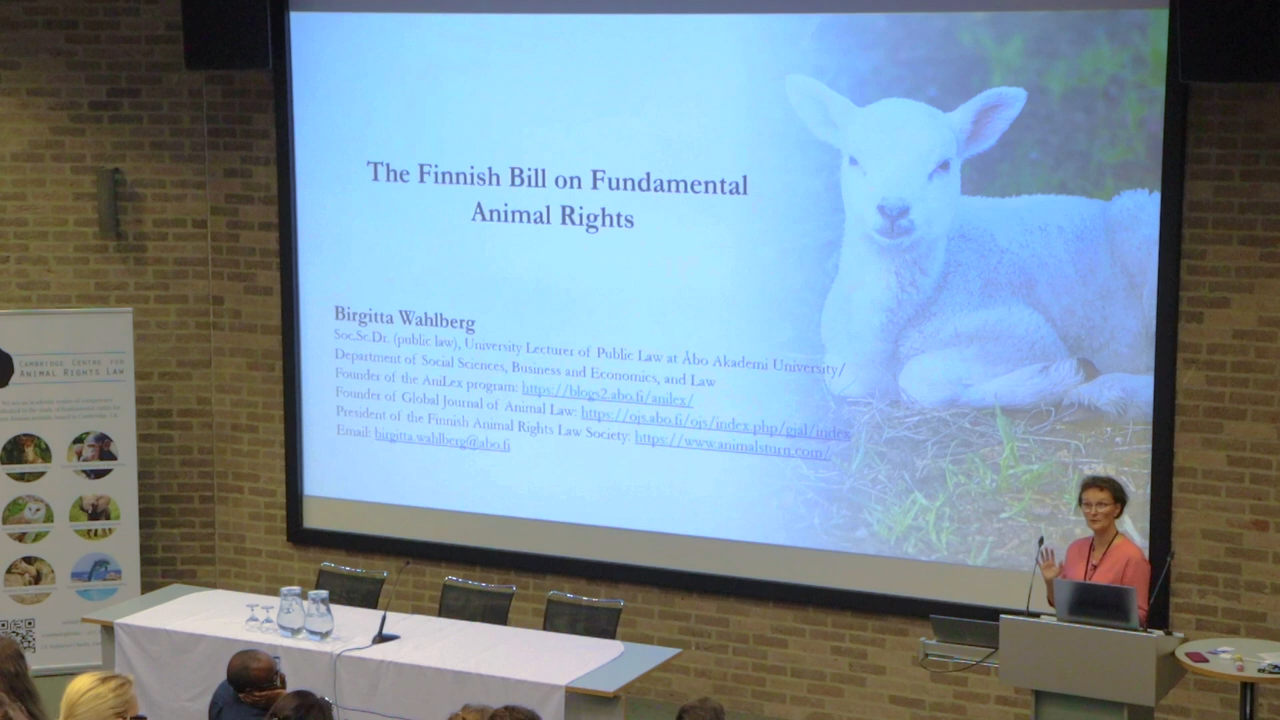 The Finnish Bill on Fundamental
Animal Rights
Birgitta Wahlberg
Soc.Sc.Dr. (public law), University Lecturer of Public Law at Åbo Akademi University/
Department of Social Sciences, Business and Economics, and Law
Founder of the AniLex program: https://blogs2.abo.fi/anilex/
Founder of Global Journal of Animal Law: https://ojs.abo.fi/ojs/index.php/gjal/index
President of the Finnish Animal Rights Law Society: https://www.animalsturn.com/
Email: birgitta.wahlberg@abo.fi
CAMBRIDGE CENTRE FOR
ANIMAL RIGHTS LAW